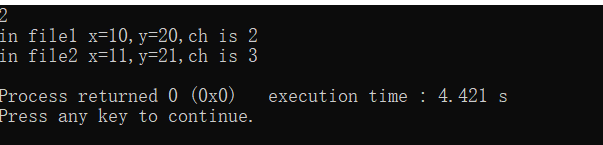 2
in file1 x=10,y=20,ch is 2
in file2 x=11,y=21,ch is 3
Process returned 0 (0x0)   execution time : 4.421 s
Press any key to continue.